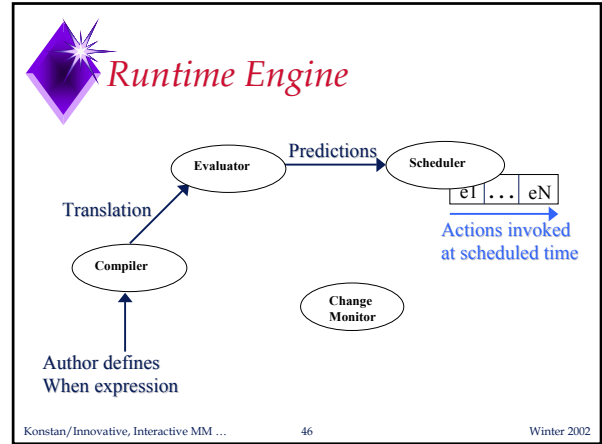 Runtime Engine
Evaluator
Predictions
Scheduler
e1 ... eN
Translation
Actions invoked
at scheduled time
Compiler
Change
Monitor
Author defines
When expression
Konstan/Innovative, Interactive MM ...
46
Winter 2002